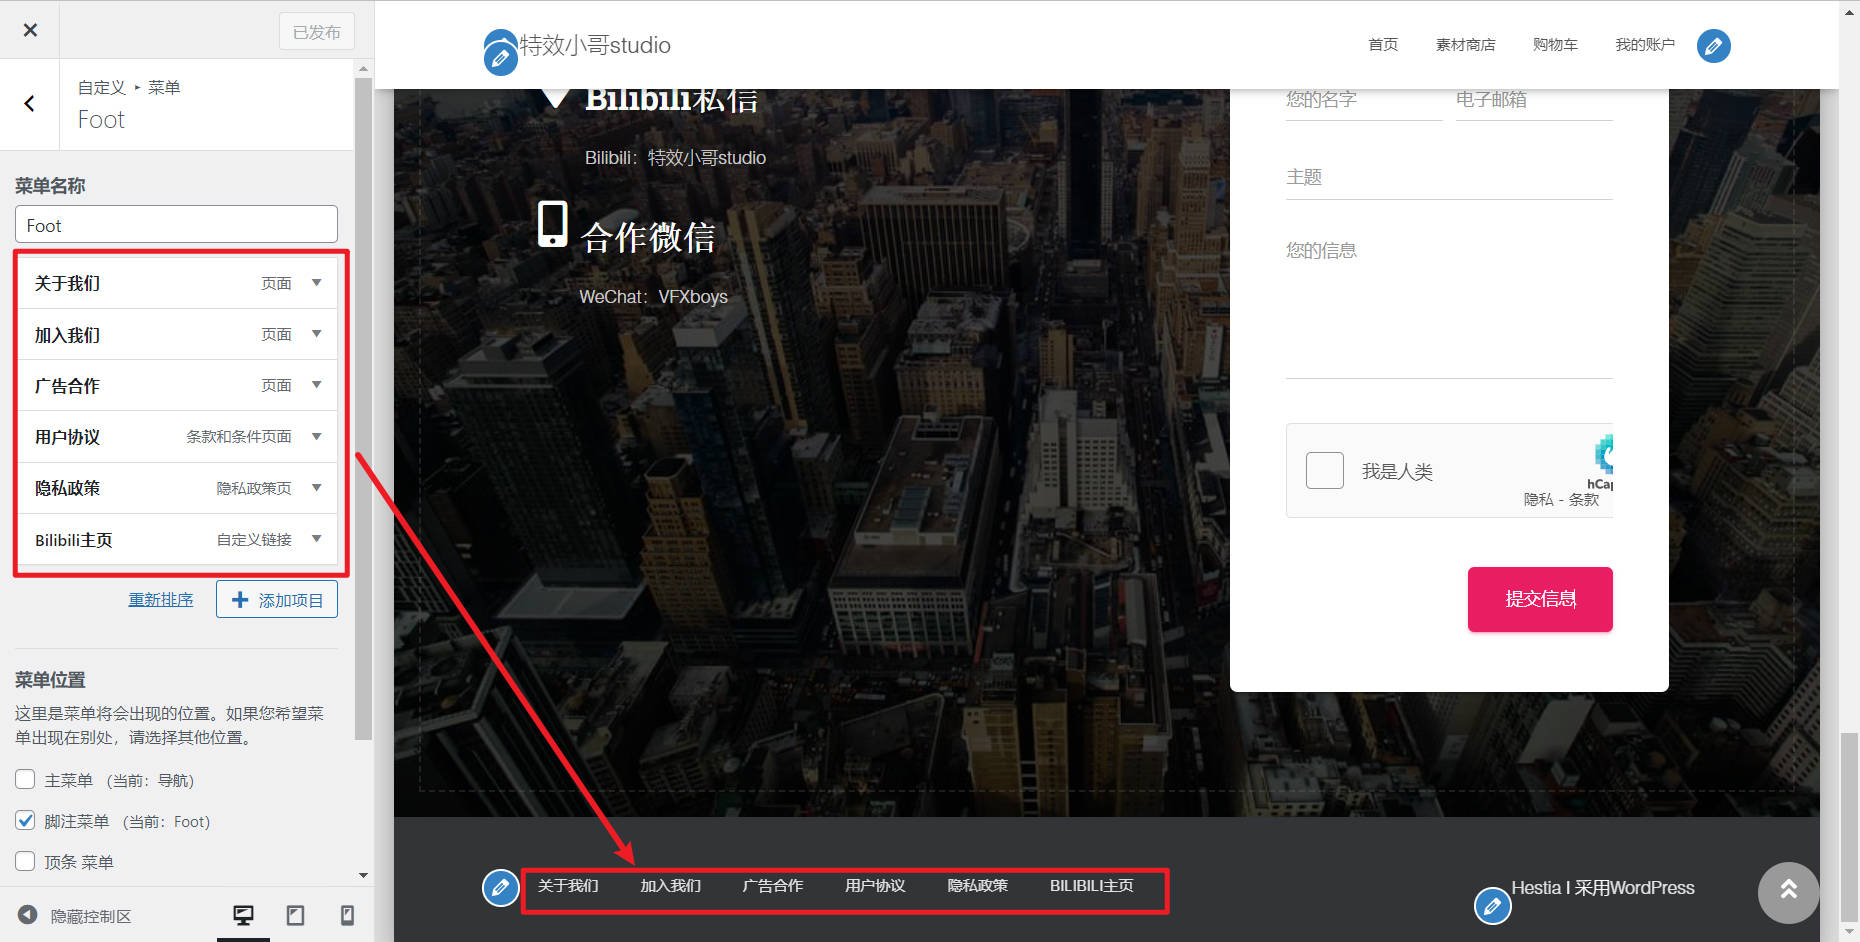 已发布
自定义 ▸ 菜单
Foot
菜单名称
Foot
关于我们 页面
加入我们 页面
广告合作 页面
用户协议 条款和条件页面
隐私政策 隐私政策页
Bilibili主页 自定义链接
重新排序
添加项目
菜单位置
这里是菜单将会出现的位置。如果您希望菜
单出现在别处，请选择其他位置。
主菜单 (当前：导航)
脚注菜单 (当前：Foot)
顶条 菜单
隐藏控制区
特效小哥studio
首页 素材商店 购物车 我的账户
Bilibili私信
Bilibili：特效小哥studio
合作微信
WeChat：VFXboys
您的名字 电子邮箱
主题
您的信息
我是人类
hCap
隐私 - 条款
提交信息
关于我们 加入我们 广告合作 用户协议 隐私政策 BILIBILI主页
Hestia | 采用WordPress